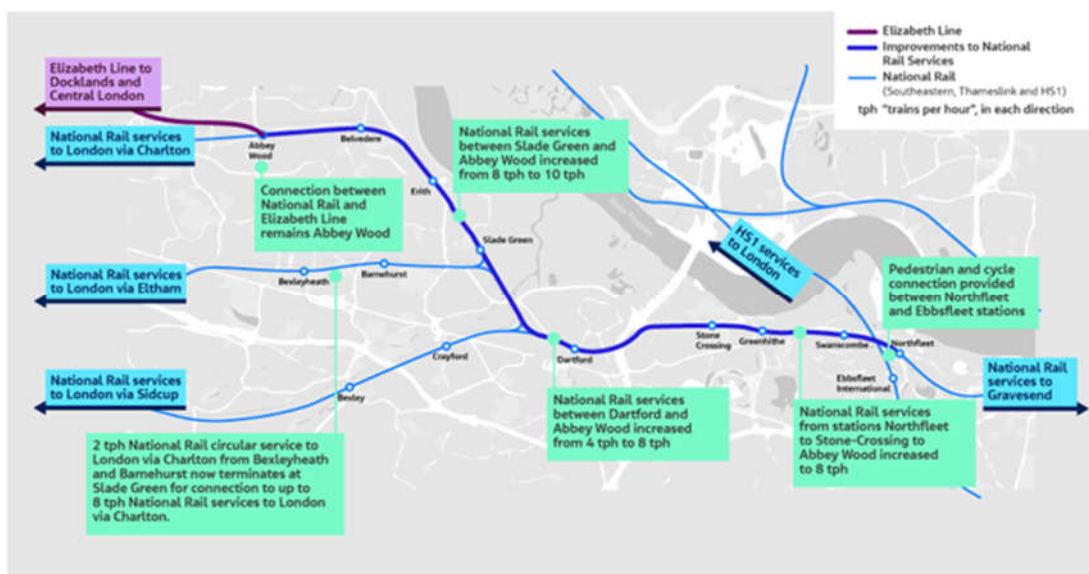 Elizabeth Line
Improvements to National
Rail Services
National Rail
(Southeastern, Thameslink and HS1)
tph "trains per hour", in each direction
Elizabeth Line to
Docklands and
Central London
National Rail services
to London via Charlton
Abbey
Wood
Belvedere
Erith
Slade Green
National Rail services
between Slade Green and
Abbey Wood increased
from 8 tph to 10 tph
Connection between
National Rail and
Elizabeth Line
remains Abbey Wood
HS1 services
to London
Pedestrian and cycle
connection provided
between Northfleet
and Ebbsfleet stations
National Rail services
to London via Eltham
Bexleyheath
Barnehurst
Crayford
Bexley
Dartford
Stone
Crossing
Greenhithe
Swanscombe
Northfleet
Ebbsfleet
International
National Rail
services to
Gravesend
National Rail services
to London via Sidcup
2 tph National Rail circular service to
London via Charlton from Bexleyheath
and Barnehurst now terminates at
Slade Green for connection to up to
8 tph National Rail services to London
via Charlton.
National Rail services
between Dartford and
Abbey Wood increased
from 4 tph to 8 tph
National Rail services
from stations Northfleet
to Stone-Crossing to
Abbey Wood increased
to 8 tph